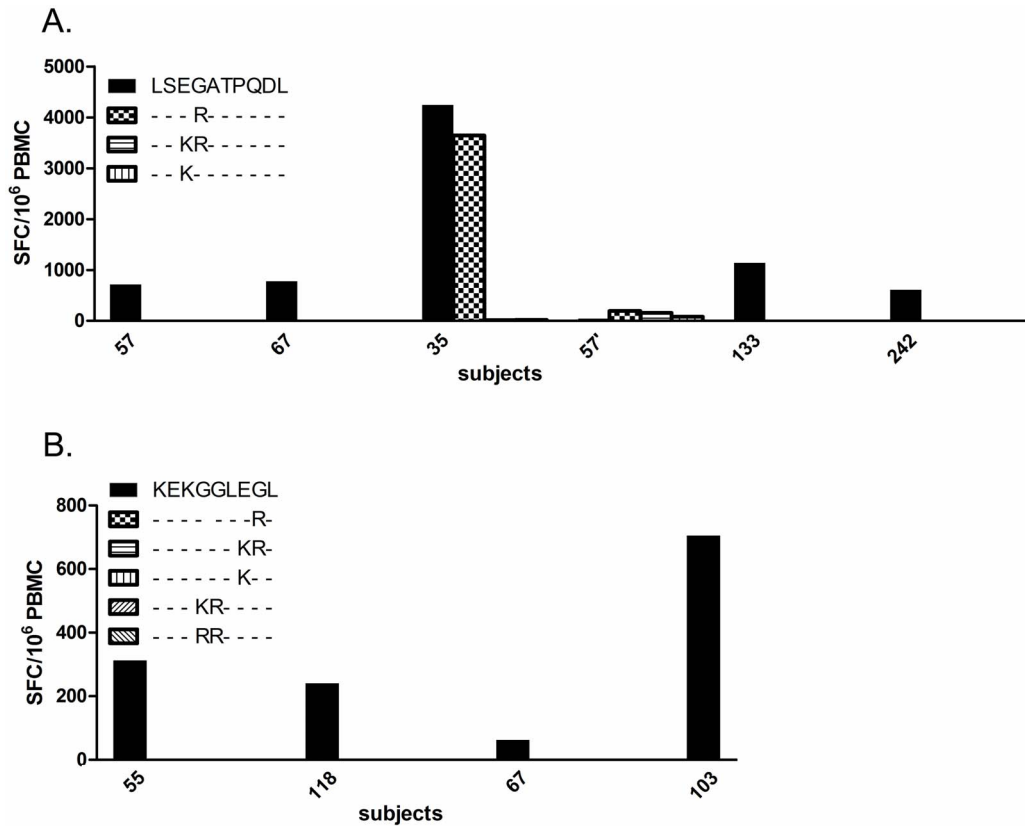 A.
SFC/10⁶ PBMC
5000
4000
3000
2000
1000
0
LSEGATPQDL
- - - R- - - - - - -
- - KR- - - - - - -
- - K- - - - - - - -
57
67
35
57'
133
242
subjects
B.
SFC/10⁶ PBMC
800
600
400
200
0
KEKGGLEGL
- - - - - - -R-
- - - - - - KR-
- - - - - - K- -
- - - KR- - - -
- - - RR- - - -
55
118
67
103
subjects